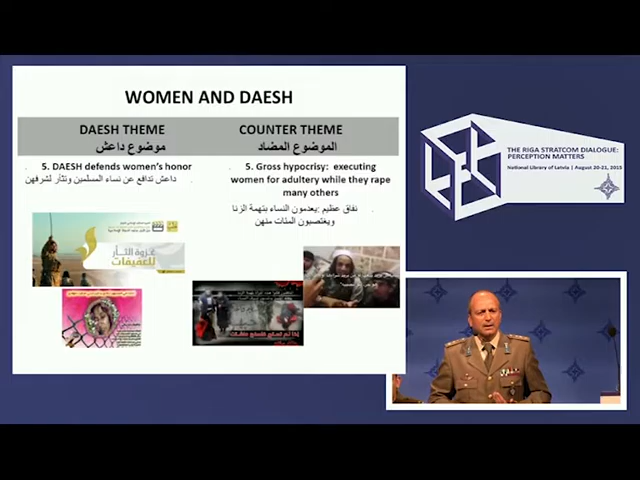 WOMEN AND DAESH
DAESH THEME
موضوع داعش
COUNTER THEME
الموضوع المضاد
5. DAESH defends women's honor
داعش تدافع عن نساء المسلمين وتثأر لشرفهن
5. Gross hypocrisy: executing
women for adultery while they rape
many others
نفاق عظيم :يعدمون النساء بتهمة الزنا
ويغتصبون المئات منهن
غزوة الثأر
للعفيفات
THE RIGA STRATCOM DIALOGUE:
PERCEPTION MATTERS
National Library of Latvia | August 20-21, 2015